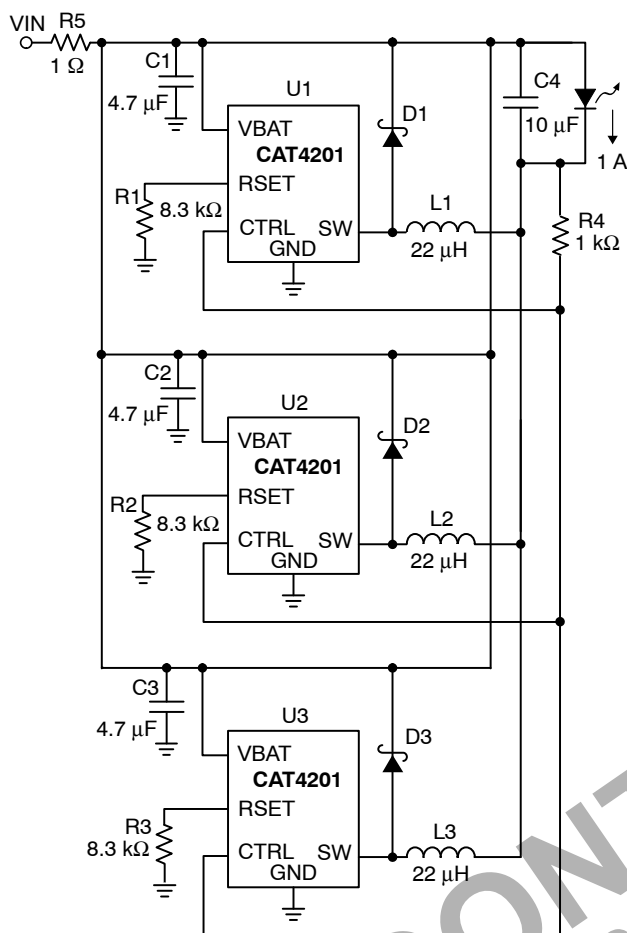 VIN
R5
1 Ω
C1
4.7 μF
U1
VBAT
CAT4201
RSET
R1
8.3 kΩ
CTRL
SW
GND
D1
L1
22 μH
C4
10 μF
1 A
R4
1 kΩ
C2
4.7 μF
U2
VBAT
CAT4201
RSET
R2
8.3 kΩ
CTRL
SW
GND
D2
L2
22 μH
C3
4.7 μF
U3
VBAT
CAT4201
RSET
R3
8.3 kΩ
CTRL
SW
GND
D3
L3
22 μH